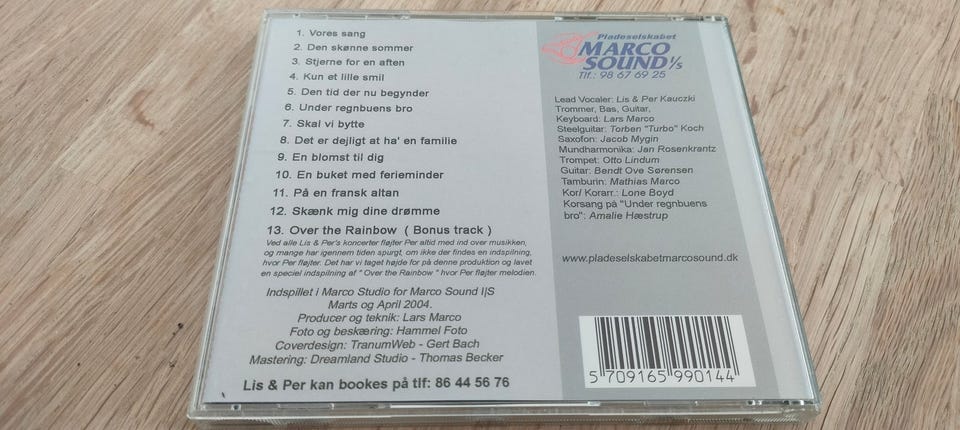 1. Vores sang
2. Den skønne sommer
3. Stjerne for en aften
4. Kun et lille smil
5. Den tid der nu begynder
6. Under regnbuens bro
7. Skal vi bytte
8. Det er dejligt at ha' en familie
9. En blomst til dig
10. En buket med ferieminder
11. På en fransk altan
12. Skænk mig dine drømme
13. Over the Rainbow ( Bonus track )
Ved alle Lis & Per's koncerter fløjter Per altid med ind over musikken,
og mange har igennem tiden spurgt, om ikke der findes en indspilning,
hvor Per fløjter. Det har vi taget højde for på denne produktion og lavet
en speciel indspilning af " Over the Rainbow " hvor Per fløjter melodien.
Indspillet i Marco Studio for Marco Sound I|S
Marts og April 2004.
Producer og teknik: Lars Marco
Foto og beskæring: Hammel Foto
Coverdesign: TranumWeb - Gert Bach
Mastering: Dreamland Studio - Thomas Becker
Lis & Per kan bookes på tlf: 86 44 56 76
Pladeselskabet
MARCO
SOUND I/S
Tlf.: 98 67 69 25
Lead Vocaler: Lis & Per Kauczki
Trommer, Bas, Guitar,
Keyboard: Lars Marco
Steelguitar: Torben "Turbo" Koch
Saxofon: Jacob Mygin
Mundharmonika: Jan Rosenkrantz
Trompet: Otto Lindum
Guitar: Bendt Ove Sørensen
Tamburin: Mathias Marco
Kor/ Korarr.: Lone Boyd
Korsang på "Under regnbuens
bro": Amalie Hæstrup
www.pladeselskabetmarcosound.dk
5 709165 990144